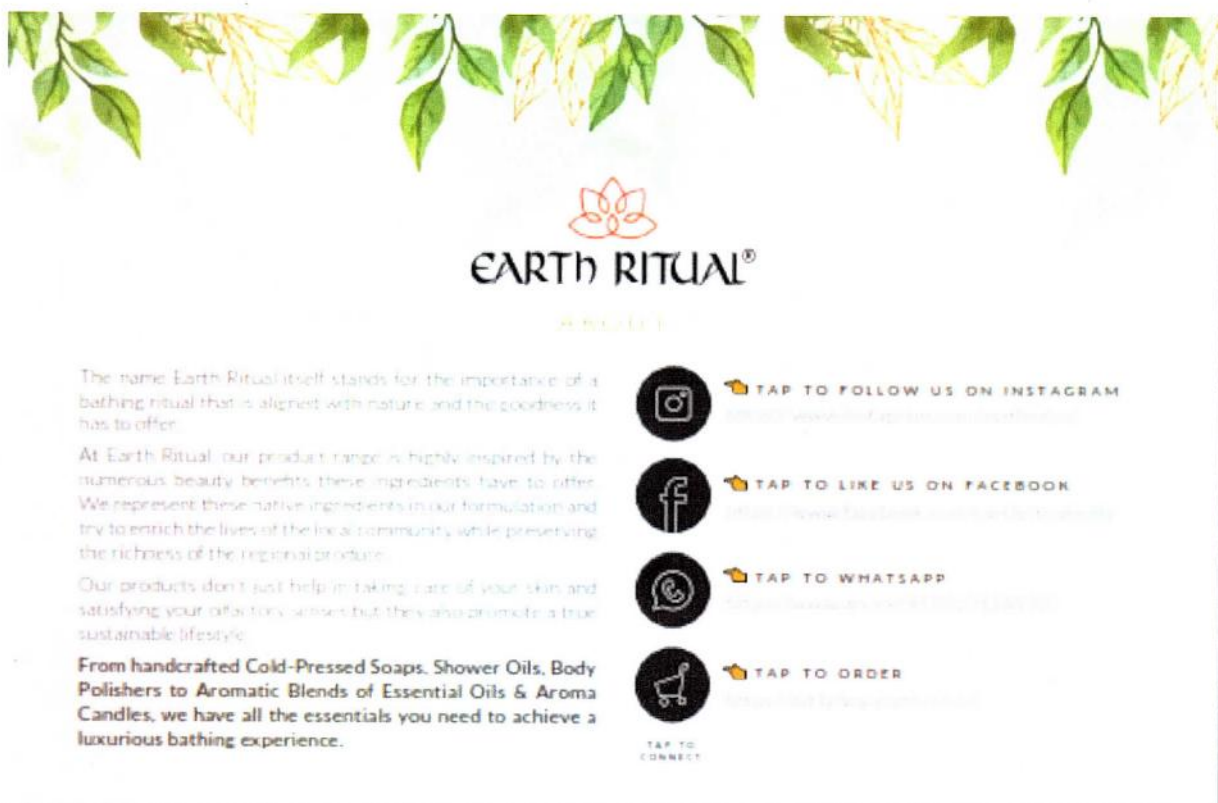 EARTH RITUAL®
The name Earth Ritual itself stands for the importance of a
bathing ritual that is aligned with nature and the goodness it
has to offer.
At Earth Ritual, our product range is highly inspired by the
numerous beauty benefits these ingredients have to offer.
We represent these native ingredients in our formulation and
try to enrich the lives of the local community while preserving
the richness of the regional produce.
Our products don't just help in taking care of your skin and
satisfying your olfactory senses but they also promote a true
sustainable lifestyle.
From handcrafted Cold-Pressed Soaps, Shower Oils, Body
Polishers to Aromatic Blends of Essential Oils & Aroma
Candles, we have all the essentials you need to achieve a
luxurious bathing experience.
TAP TO FOLLOW US ON INSTAGRAM
TAP TO LIKE US ON FACEBOOK
TAP TO WHATSAPP
TAP TO ORDER
TAP TO
CONNECT